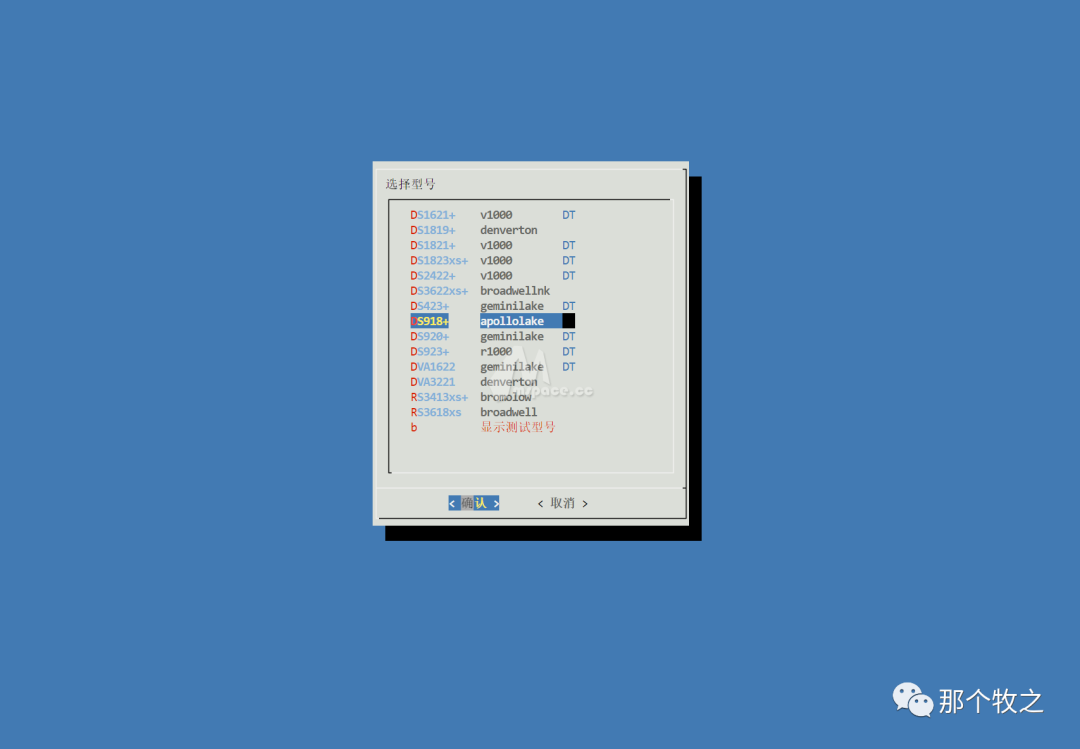 选择型号
DS1621+ v1000 DT
DS1819+ denverton
DS1821+ v1000 DT
DS1823xs+ v1000 DT
DS2422+ v1000 DT
DS3622xs+ broadwellnk
DS423+ geminilake DT
DS918+ apollolake
DS920+ geminilake DT
DS923+ r1000 DT
DVA1622 geminilake DT
DVA3221 denverton
RS3413xs+ bromolow
RS3618xs broadwell
b 显示测试型号
< 确认 > < 取消 >
那个牧之